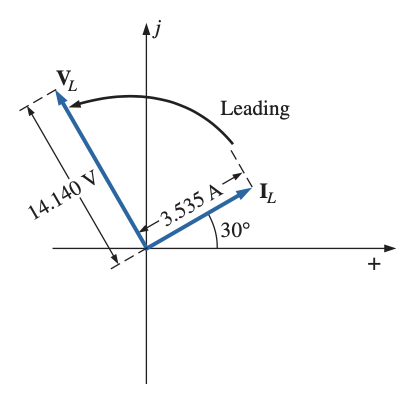 j
V_L
Leading
14.140 V
3.535 A
I_L
30°
+